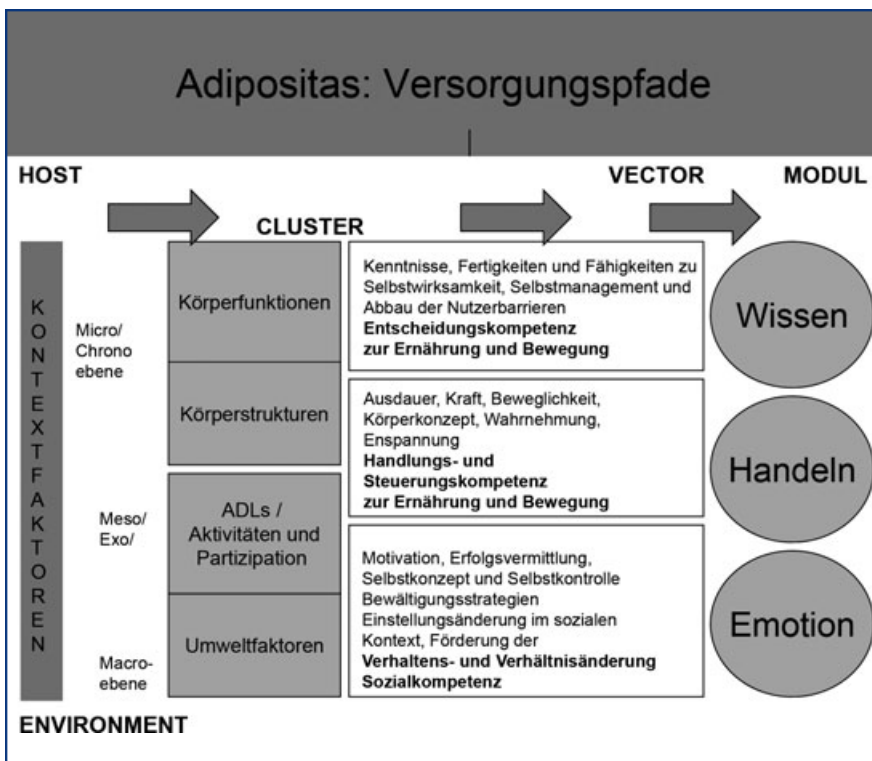 Adipositas: Versorgungspfade
HOST
VECTOR
MODUL
CLUSTER
KONTEXTFAKTOREN
Micro/
Chrono
ebene
Meso/
Exo/
Macro-
ebene
Körperfunktionen
Körperstrukturen
ADLs /
Aktivitäten und
Partizipation
Umweltfaktoren
Kenntnisse, Fertigkeiten und Fähigkeiten zu
Selbstwirksamkeit, Selbstmanagement und
Abbau der Nutzerbarrieren
Entscheidungskompetenz
zur Ernährung und Bewegung
Ausdauer, Kraft, Beweglichkeit,
Körperkonzept, Wahrnehmung,
Enspannung
Handlungs- und
Steuerungskompetenz
zur Ernährung und Bewegung
Motivation, Erfolgsvermittlung,
Selbstkonzept und Selbstkontrolle
Bewältigungsstrategien
Einstellungsänderung im sozialen
Kontext, Förderung der
Verhaltens- und Verhältnisänderung
Sozialkompetenz
Wissen
Handeln
Emotion
ENVIRONMENT